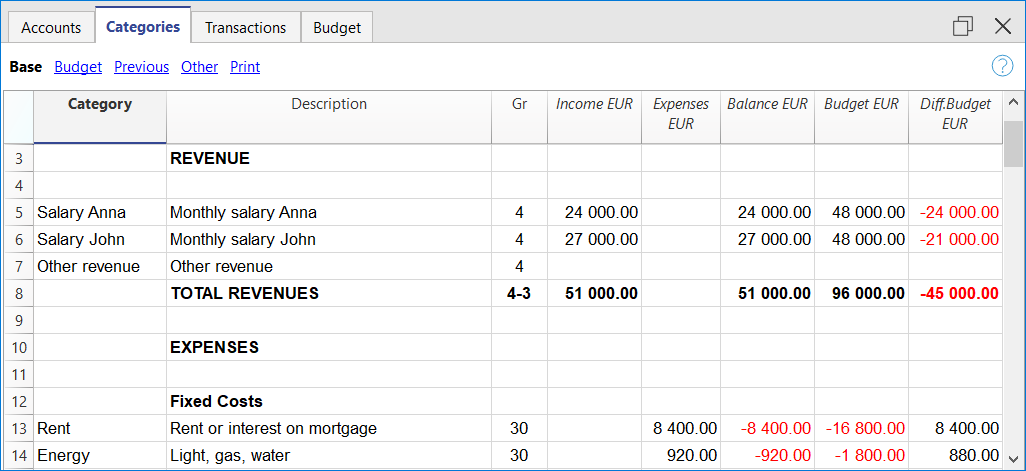 Accounts Categories Transactions Budget
Base Budget Previous Other Print ?
Category Description Gr Income EUR Expenses EUR Balance EUR Budget EUR Diff.Budget EUR
3 REVENUE
4
5 Salary Anna Monthly salary Anna 4 24 000.00 24 000.00 48 000.00 -24 000.00
6 Salary John Monthly salary John 4 27 000.00 27 000.00 48 000.00 -21 000.00
7 Other revenue Other revenue 4
8 TOTAL REVENUES 4-3 51 000.00 51 000.00 96 000.00 -45 000.00
9
10 EXPENSES
11
12 Fixed Costs
13 Rent Rent or interest on mortgage 30 8 400.00 -8 400.00 -16 800.00 8 400.00
14 Energy Light, gas, water 30 920.00 -920.00 -1 800.00 880.00